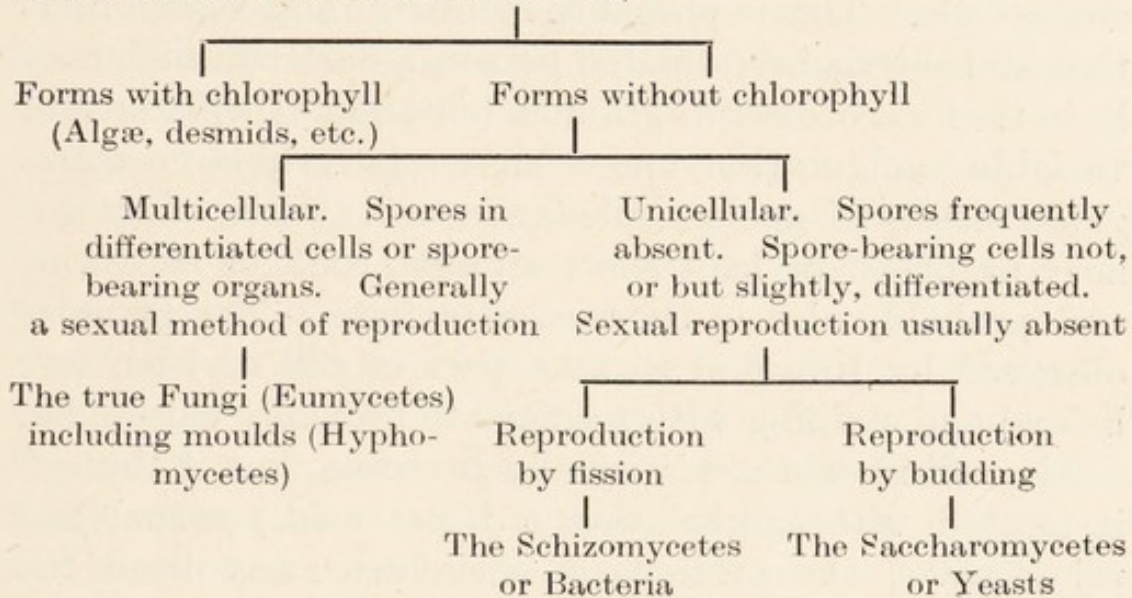 Forms with chlorophyll
(Algæ, desmids, etc.)
Forms without chlorophyll
Multicellular. Spores in
differentiated cells or spore-
bearing organs. Generally
a sexual method of reproduction
Unicellular. Spores frequently
absent. Spore-bearing cells not,
or but slightly, differentiated.
Sexual reproduction usually absent
The true Fungi (Eumycetes)
including moulds (Hypho-
mycetes)
Reproduction
by fission
Reproduction
by budding
The Schizomycetes
or Bacteria
The Saccharomycetes
or Yeasts